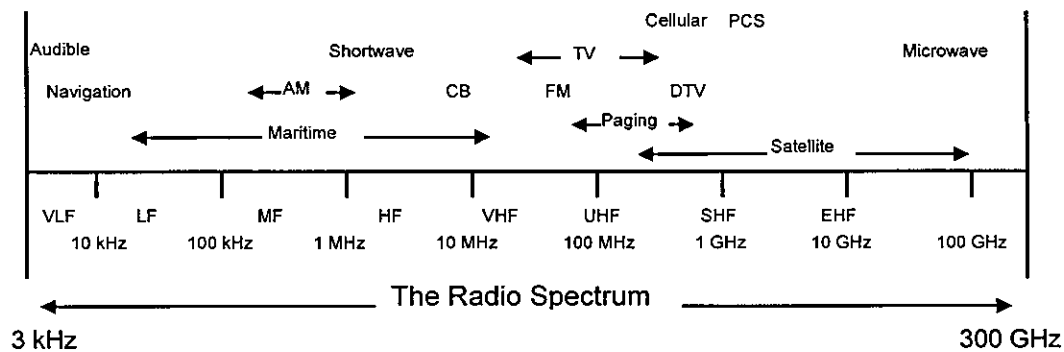 Cellular PCS
Audible Shortwave TV Microwave
Navigation AM CB FM DTV
Maritime Paging
Satellite
VLF LF MF HF VHF UHF SHF EHF
10 kHz 100 kHz 1 MHz 10 MHz 100 MHz 1 GHz 10 GHz 100 GHz
The Radio Spectrum
3 kHz 300 GHz